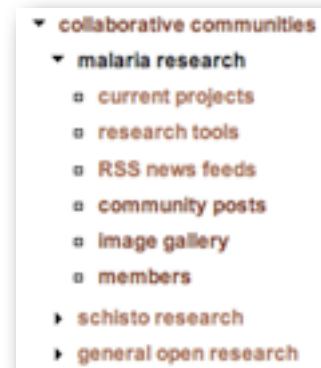 collaborative communities
malaria research
current projects
research tools
RSS news feeds
community posts
image gallery
members
schisto research
general open research